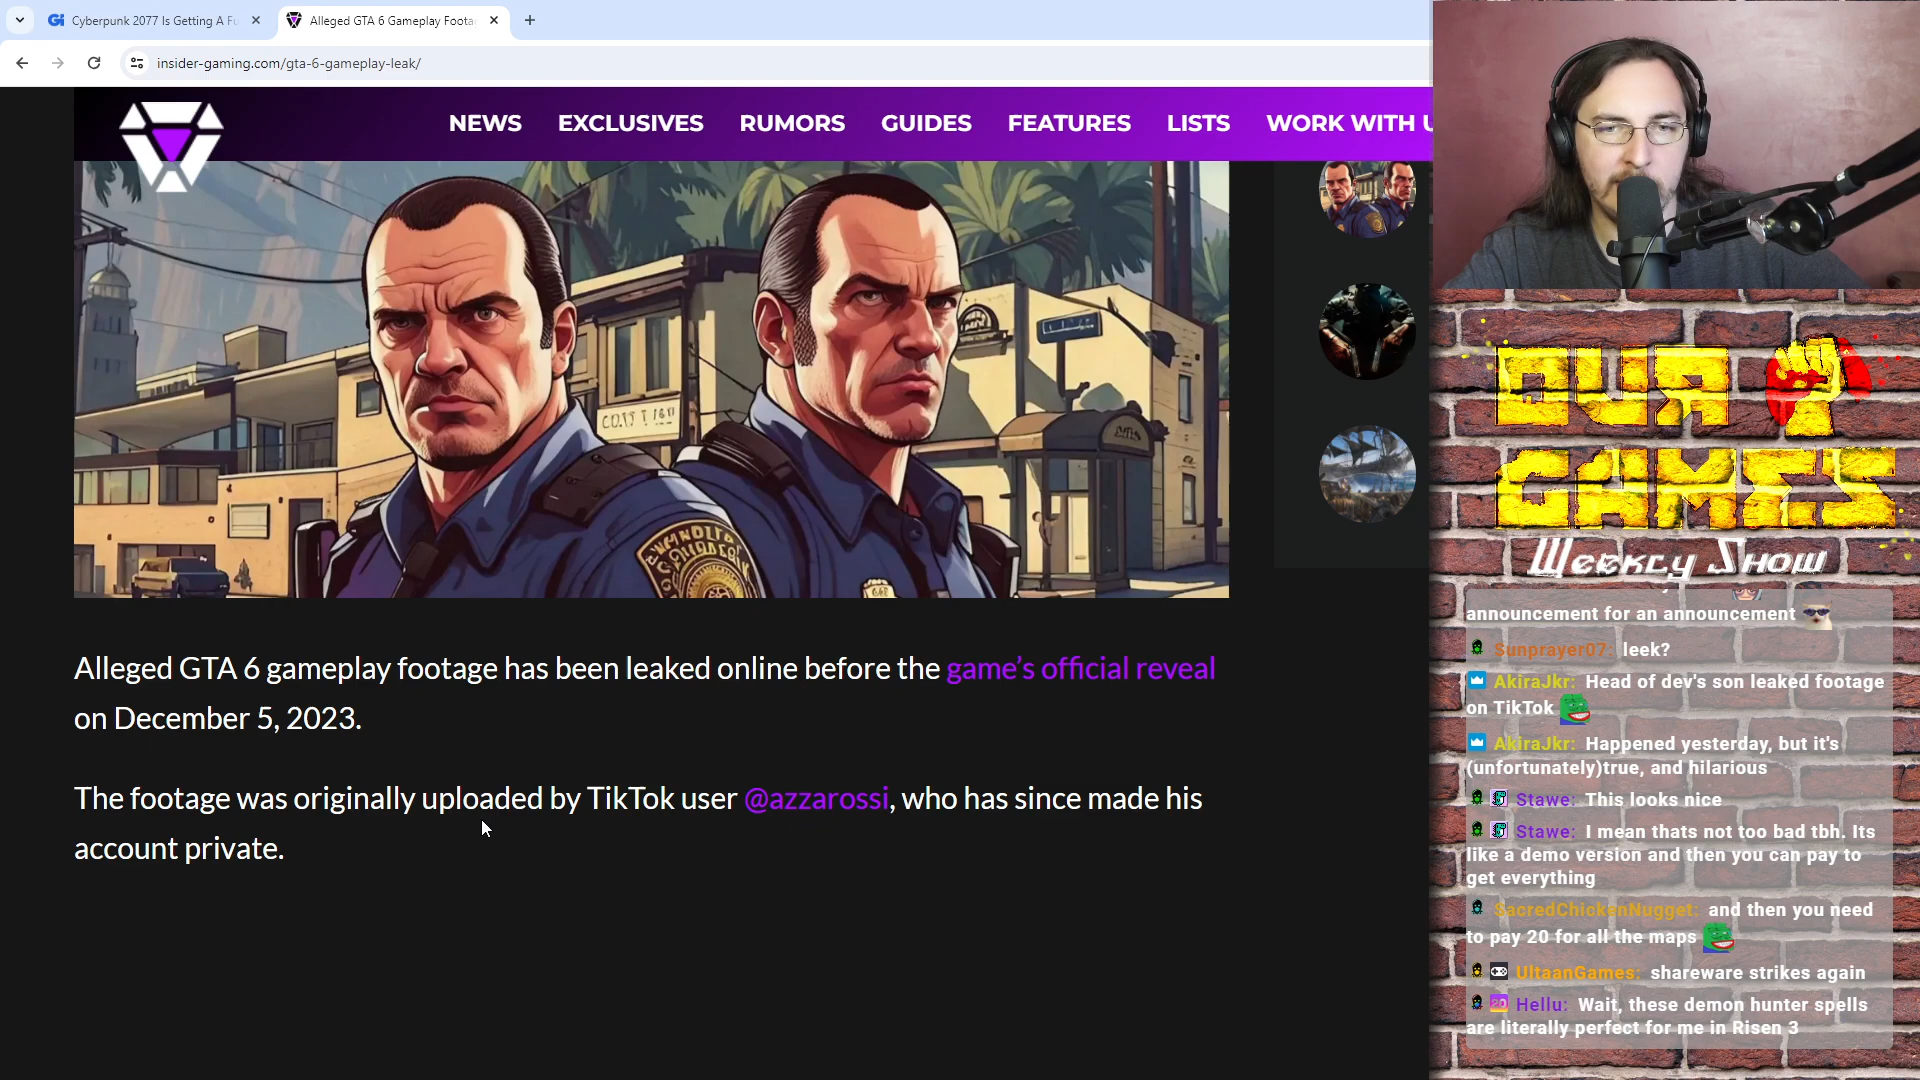 Cyberpunk 2077 Is Getting A Fu
Alleged GTA 6 Gameplay Foota
insider-gaming.com/gta-6-gameplay-leak/
NEWS EXCLUSIVES RUMORS GUIDES FEATURES LISTS WORK WITH U
Alleged GTA 6 gameplay footage has been leaked online before the game's official reveal
on December 5, 2023.
The footage was originally uploaded by TikTok user @azzarossi, who has since made his
account private.
OUR
GAMES
Weekly Show
announcement for an announcement
Sunprayer07: leek?
AkiraJkr: Head of dev's son leaked footage
on TikTok
AkiraJkr: Happened yesterday, but it's
(unfortunately)true, and hilarious
Stawe: This looks nice
Stawe: I mean thats not too bad tbh. Its
like a demo version and then you can pay to
get everything
SacredChickenNugget: and then you need
to pay 20 for all the maps
UltaanGames: shareware strikes again
Hellu: Wait, these demon hunter spells
are literally perfect for me in Risen 3